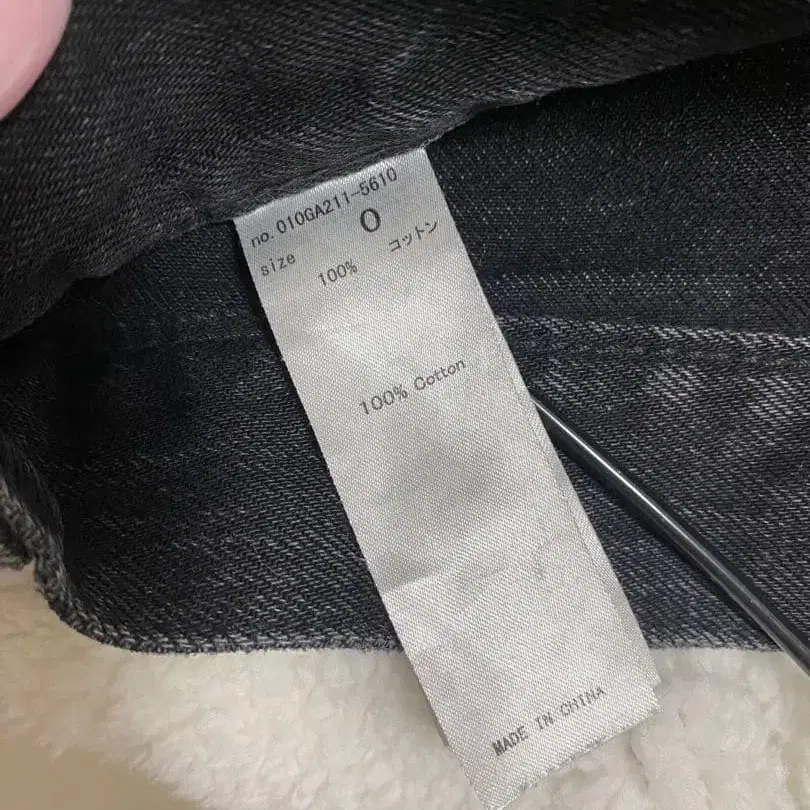 no. 010GA211-5610
size 0
100% コットン
100% Cotton
MADE IN CHINA